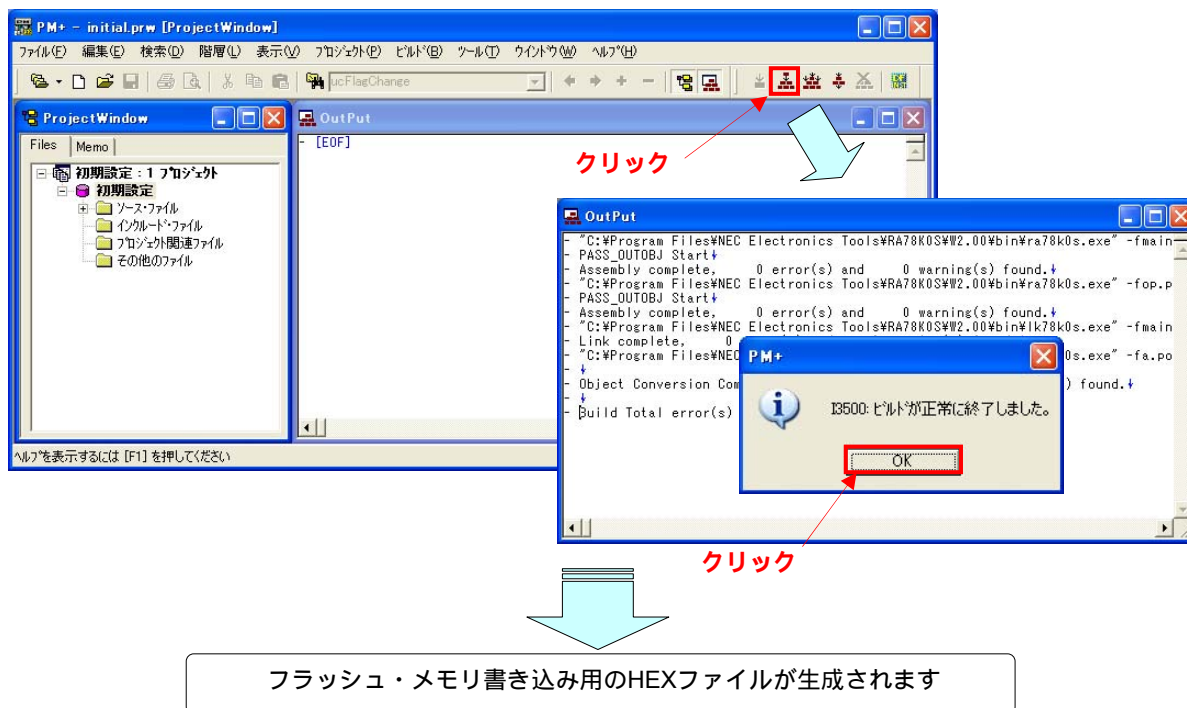 PM+ - initial.prw [ProjectWindow]
ファイル(F) 編集(E) 検索(D) 階層(L) 表示(V) プロジェクト(P) ビルド(B) ツール(T) ウインドウ(W) ヘルプ(H)
ucFlagChange
ProjectWindow
Files Memo
初期設定 : 1 プロジェクト
初期設定
ソース・ファイル
インクルード・ファイル
プロジェクト関連ファイル
その他のファイル
OutPut
- [EOF]
クリック
ヘルプを表示するには [F1] を押してください
OutPut
- "C:¥Program Files¥NEC Electronics Tools¥RA78K0S¥W2.00¥bin¥ra78k0s.exe" -fmain
- PASS_OUTOBJ Start↓
- Assembly complete, 0 error(s) and 0 warning(s) found.↓
- "C:¥Program Files¥NEC Electronics Tools¥RA78K0S¥W2.00¥bin¥ra78k0s.exe" -fop.p
- PASS_OUTOBJ Start↓
- Assembly complete, 0 error(s) and 0 warning(s) found.↓
- "C:¥Program Files¥NEC Electronics Tools¥RA78K0S¥W2.00¥bin¥lk78k0s.exe" -fmain
- Link complete, 0
- "C:¥Program Files¥NEC 0s.exe" -fa.po
- ↓
- Object Conversion Com ) found.↓
- ↓
- Build Total error(s)
PM+
I3500: ビルドが正常に終了しました。
OK
クリック
フラッシュ・メモリ書き込み用のHEXファイルが生成されます